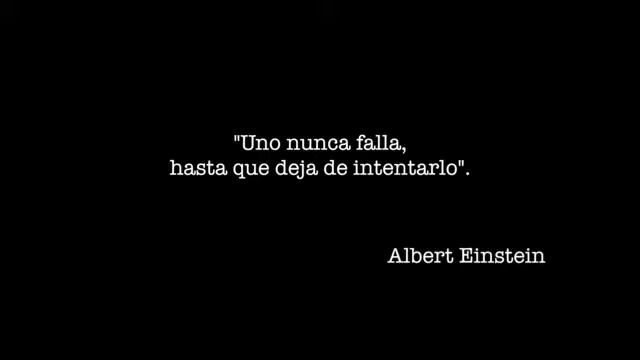 "Uno nunca falla,
hasta que deja de intentarlo".
Albert Einstein